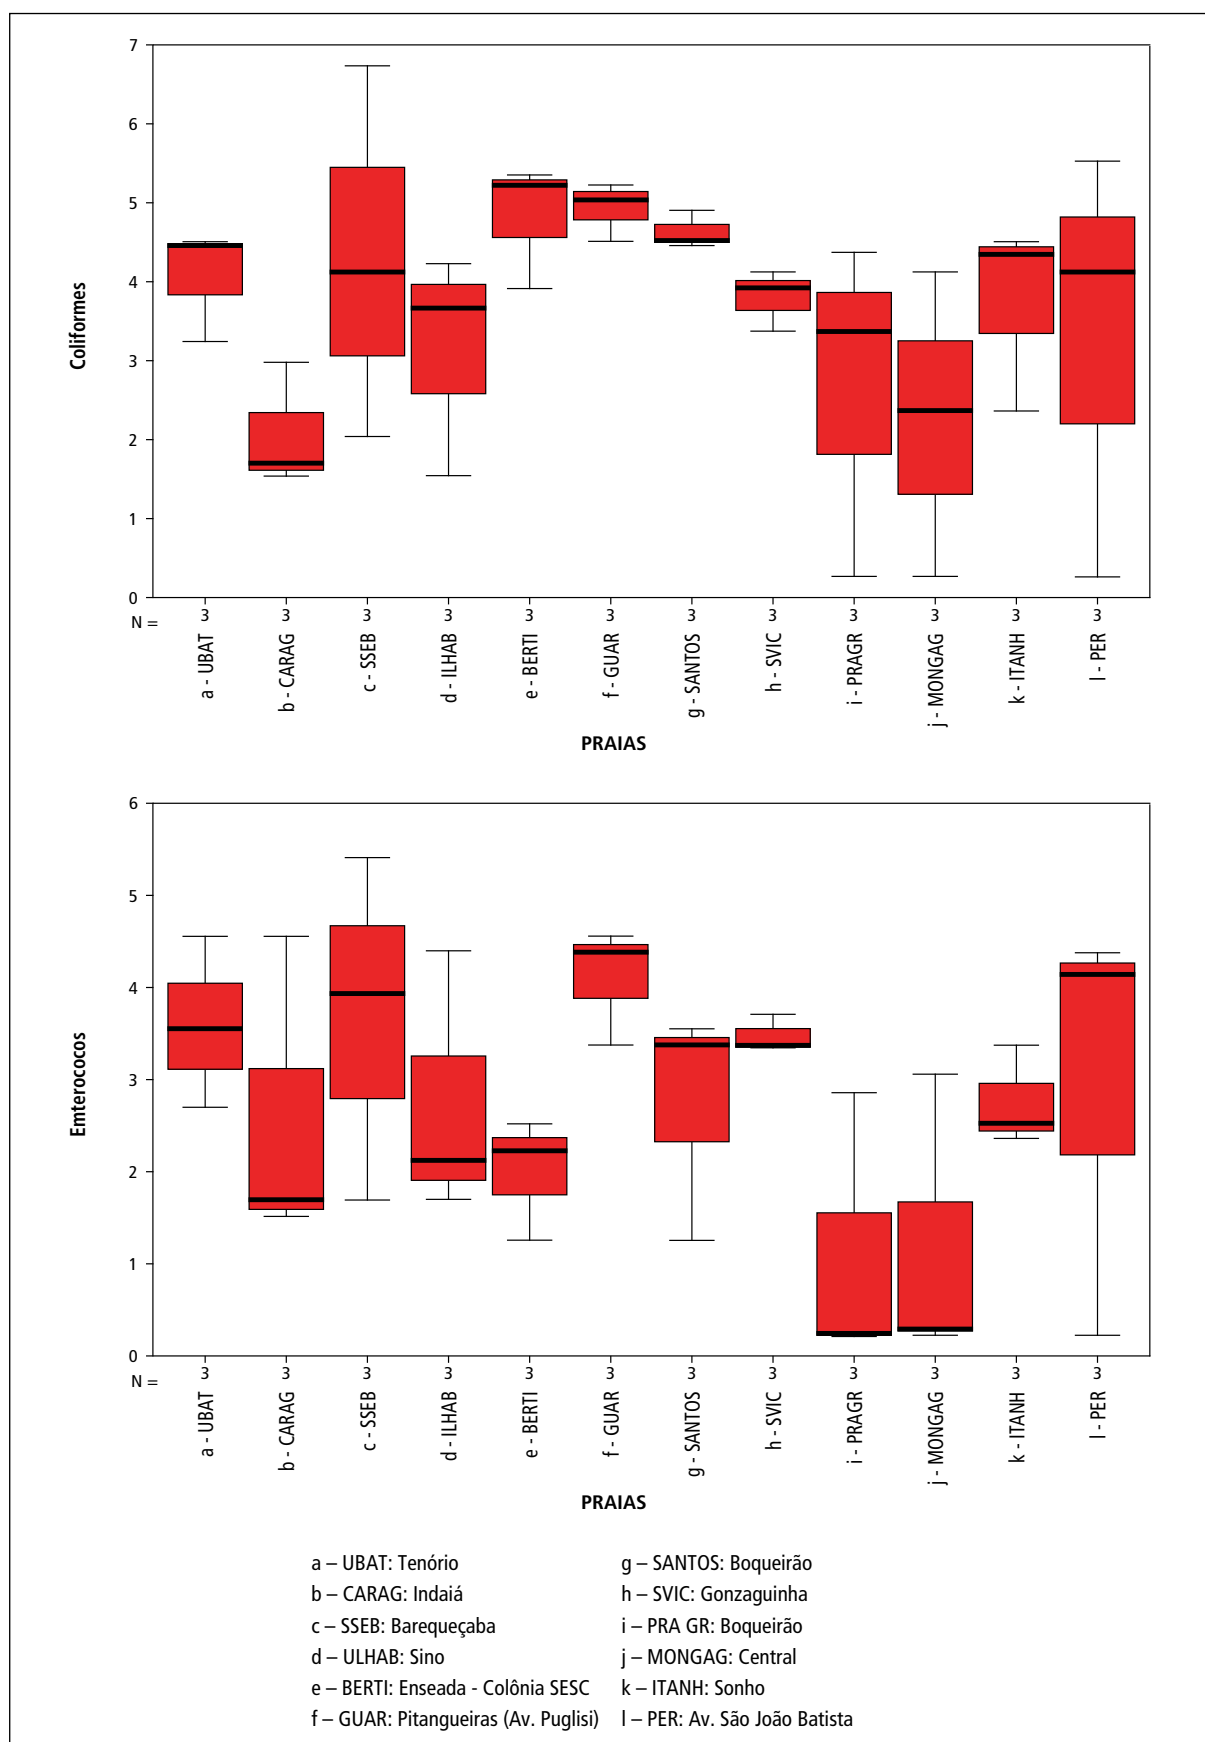 7
6
5
4
3
2
1
0
Coliformes
N =
3 3 3 3 3 3 3 3 3 3 3 3
a - UBAT
b - CARAG
c - SSEB
d - ILHAB
e - BERTI
f - GUAR
g - SANTOS
h - SVIC
i - PRAGR
j - MONGAG
k - ITANH
l - PER
PRAIAS
6
5
4
3
2
1
0
Emterococos
N =
3 3 3 3 3 3 3 3 3 3 3 3
a - UBAT
b - CARAG
c - SSEB
d - ILHAB
e - BERTI
f - GUAR
g - SANTOS
h - SVIC
i - PRAGR
j - MONGAG
k - ITANH
l - PER
PRAIAS
a – UBAT: Tenório
b – CARAG: Indaiá
c – SSEB: Barequeçaba
d – ULHAB: Sino
e – BERTI: Enseada - Colônia SESC
f – GUAR: Pitangueiras (Av. Puglisi)
g – SANTOS: Boqueirão
h – SVIC: Gonzaguinha
i – PRA GR: Boqueirão
j – MONGAG: Central
k – ITANH: Sonho
l – PER: Av. São João Batista